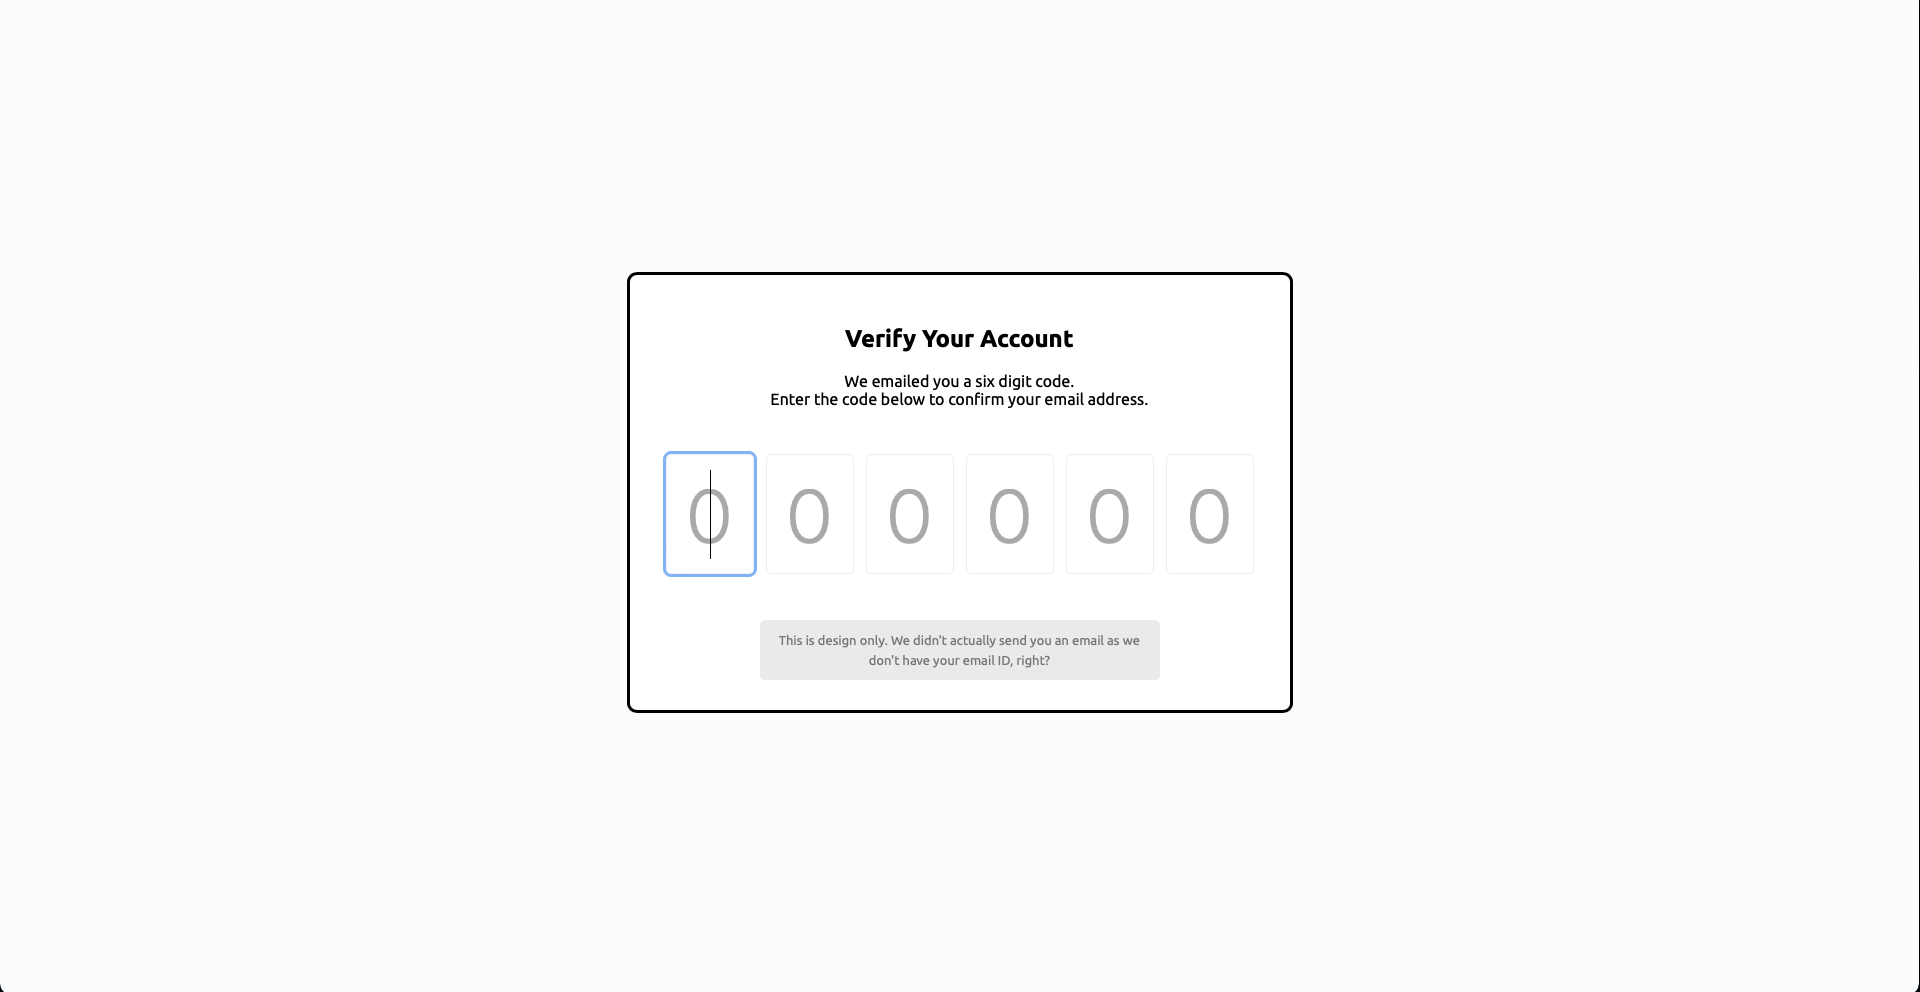 Verify Your Account
We emailed you a six digit code.
Enter the code below to confirm your email address.
0 0 0 0 0 0
This is design only. We didn't actually send you an email as we
don't have your email ID, right?